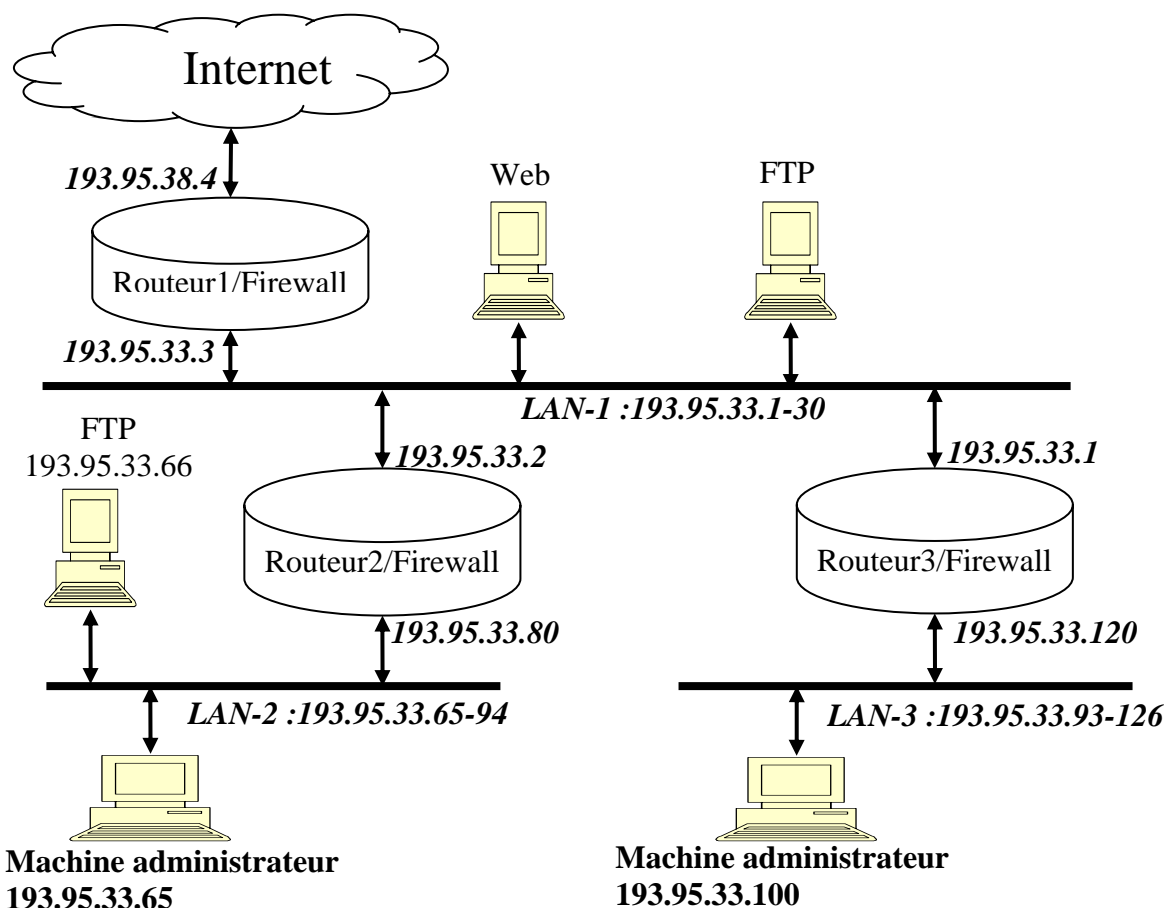 Internet
193.95.38.4
Web
FTP
Routeur1/Firewall
193.95.33.3
LAN-1 :193.95.33.1-30
FTP
193.95.33.66
193.95.33.2
193.95.33.1
Routeur2/Firewall
Routeur3/Firewall
193.95.33.80
193.95.33.120
LAN-2 :193.95.33.65-94
LAN-3 :193.95.33.93-126
Machine administrateur
193.95.33.65
Machine administrateur
193.95.33.100